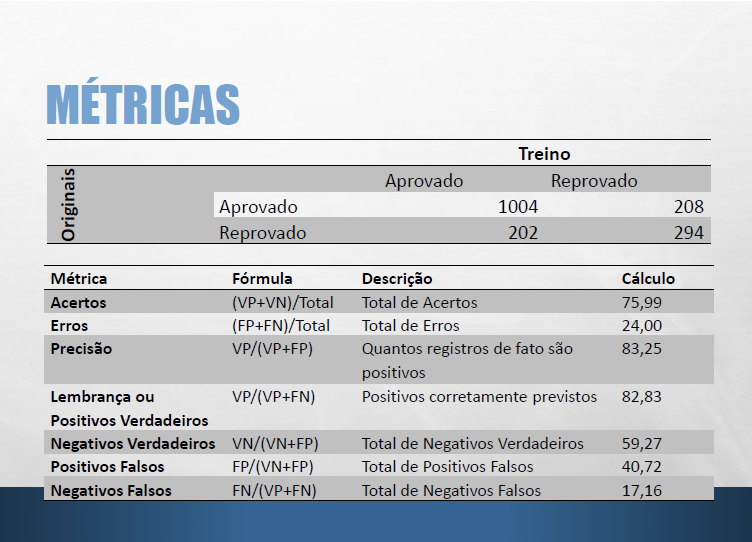 MÉTRICAS
Treino
Originais
Aprovado Reprovado
Aprovado 1004 208
Reprovado 202 294
Métrica Fórmula Descrição Cálculo
Acertos (VP+VN)/Total Total de Acertos 75,99
Erros (FP+FN)/Total Total de Erros 24,00
Precisão VP/(VP+FP) Quantos registros de fato são 83,25
positivos
Lembrança ou VP/(VP+FN) Positivos corretamente previstos 82,83
Positivos Verdadeiros
Negativos Verdadeiros VN/(VN+FP) Total de Negativos Verdadeiros 59,27
Positivos Falsos FP/(VN+FP) Total de Positivos Falsos 40,72
Negativos Falsos FN/(VP+FN) Total de Negativos Falsos 17,16